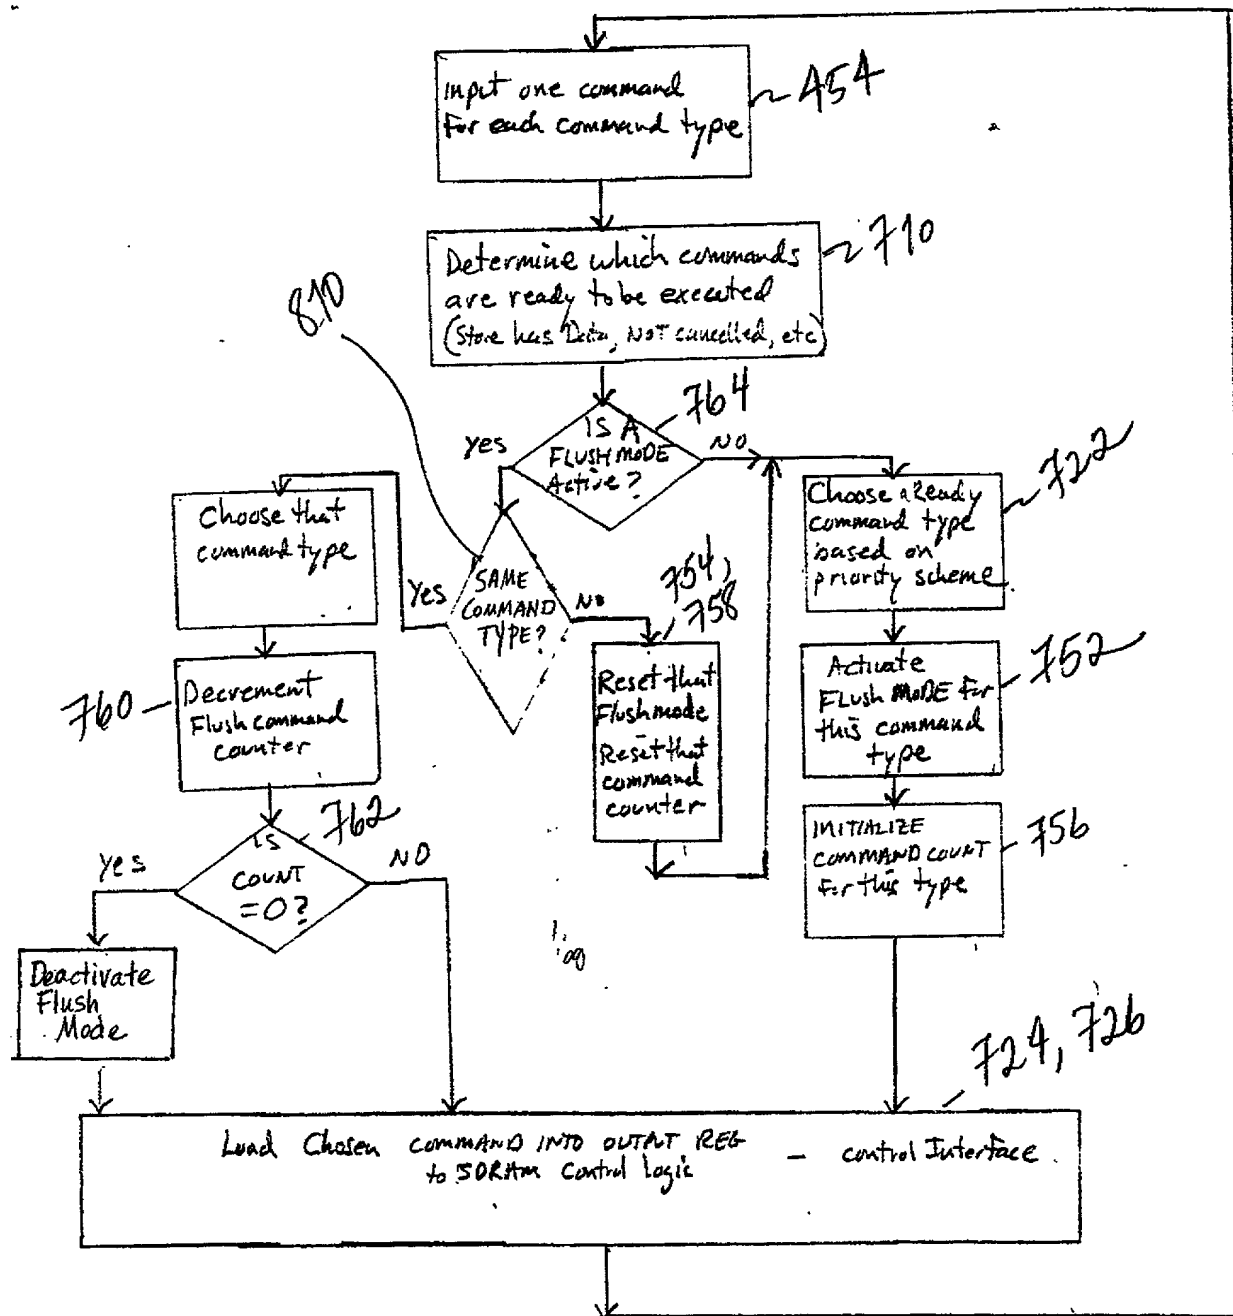 Input one command
For each command type
454
Determine which commands
are ready to be executed
(Store has Data, NOT cancelled, etc)
710
810
764
IS A
FLUSH MODE
Active?
Yes
NO
Choose that
command type
SAME
COMMAND
TYPE?
Yes
NO
754,
758
Choose a Ready
command type
based on
priority scheme
722
760
Decrement
Flush command
counter
Reset that
Flush mode
Reset that
command
counter
Activate
FLUSH MODE For
this command
type
752
762
IS
COUNT
=0?
Yes
NO
INITIALIZE
COMMAND COUNT
For this type
756
Deactivate
Flush
Mode
724, 726
Load Chosen COMMAND INTO OUTPUT REG - control Interface
to SDRAM Control Logic